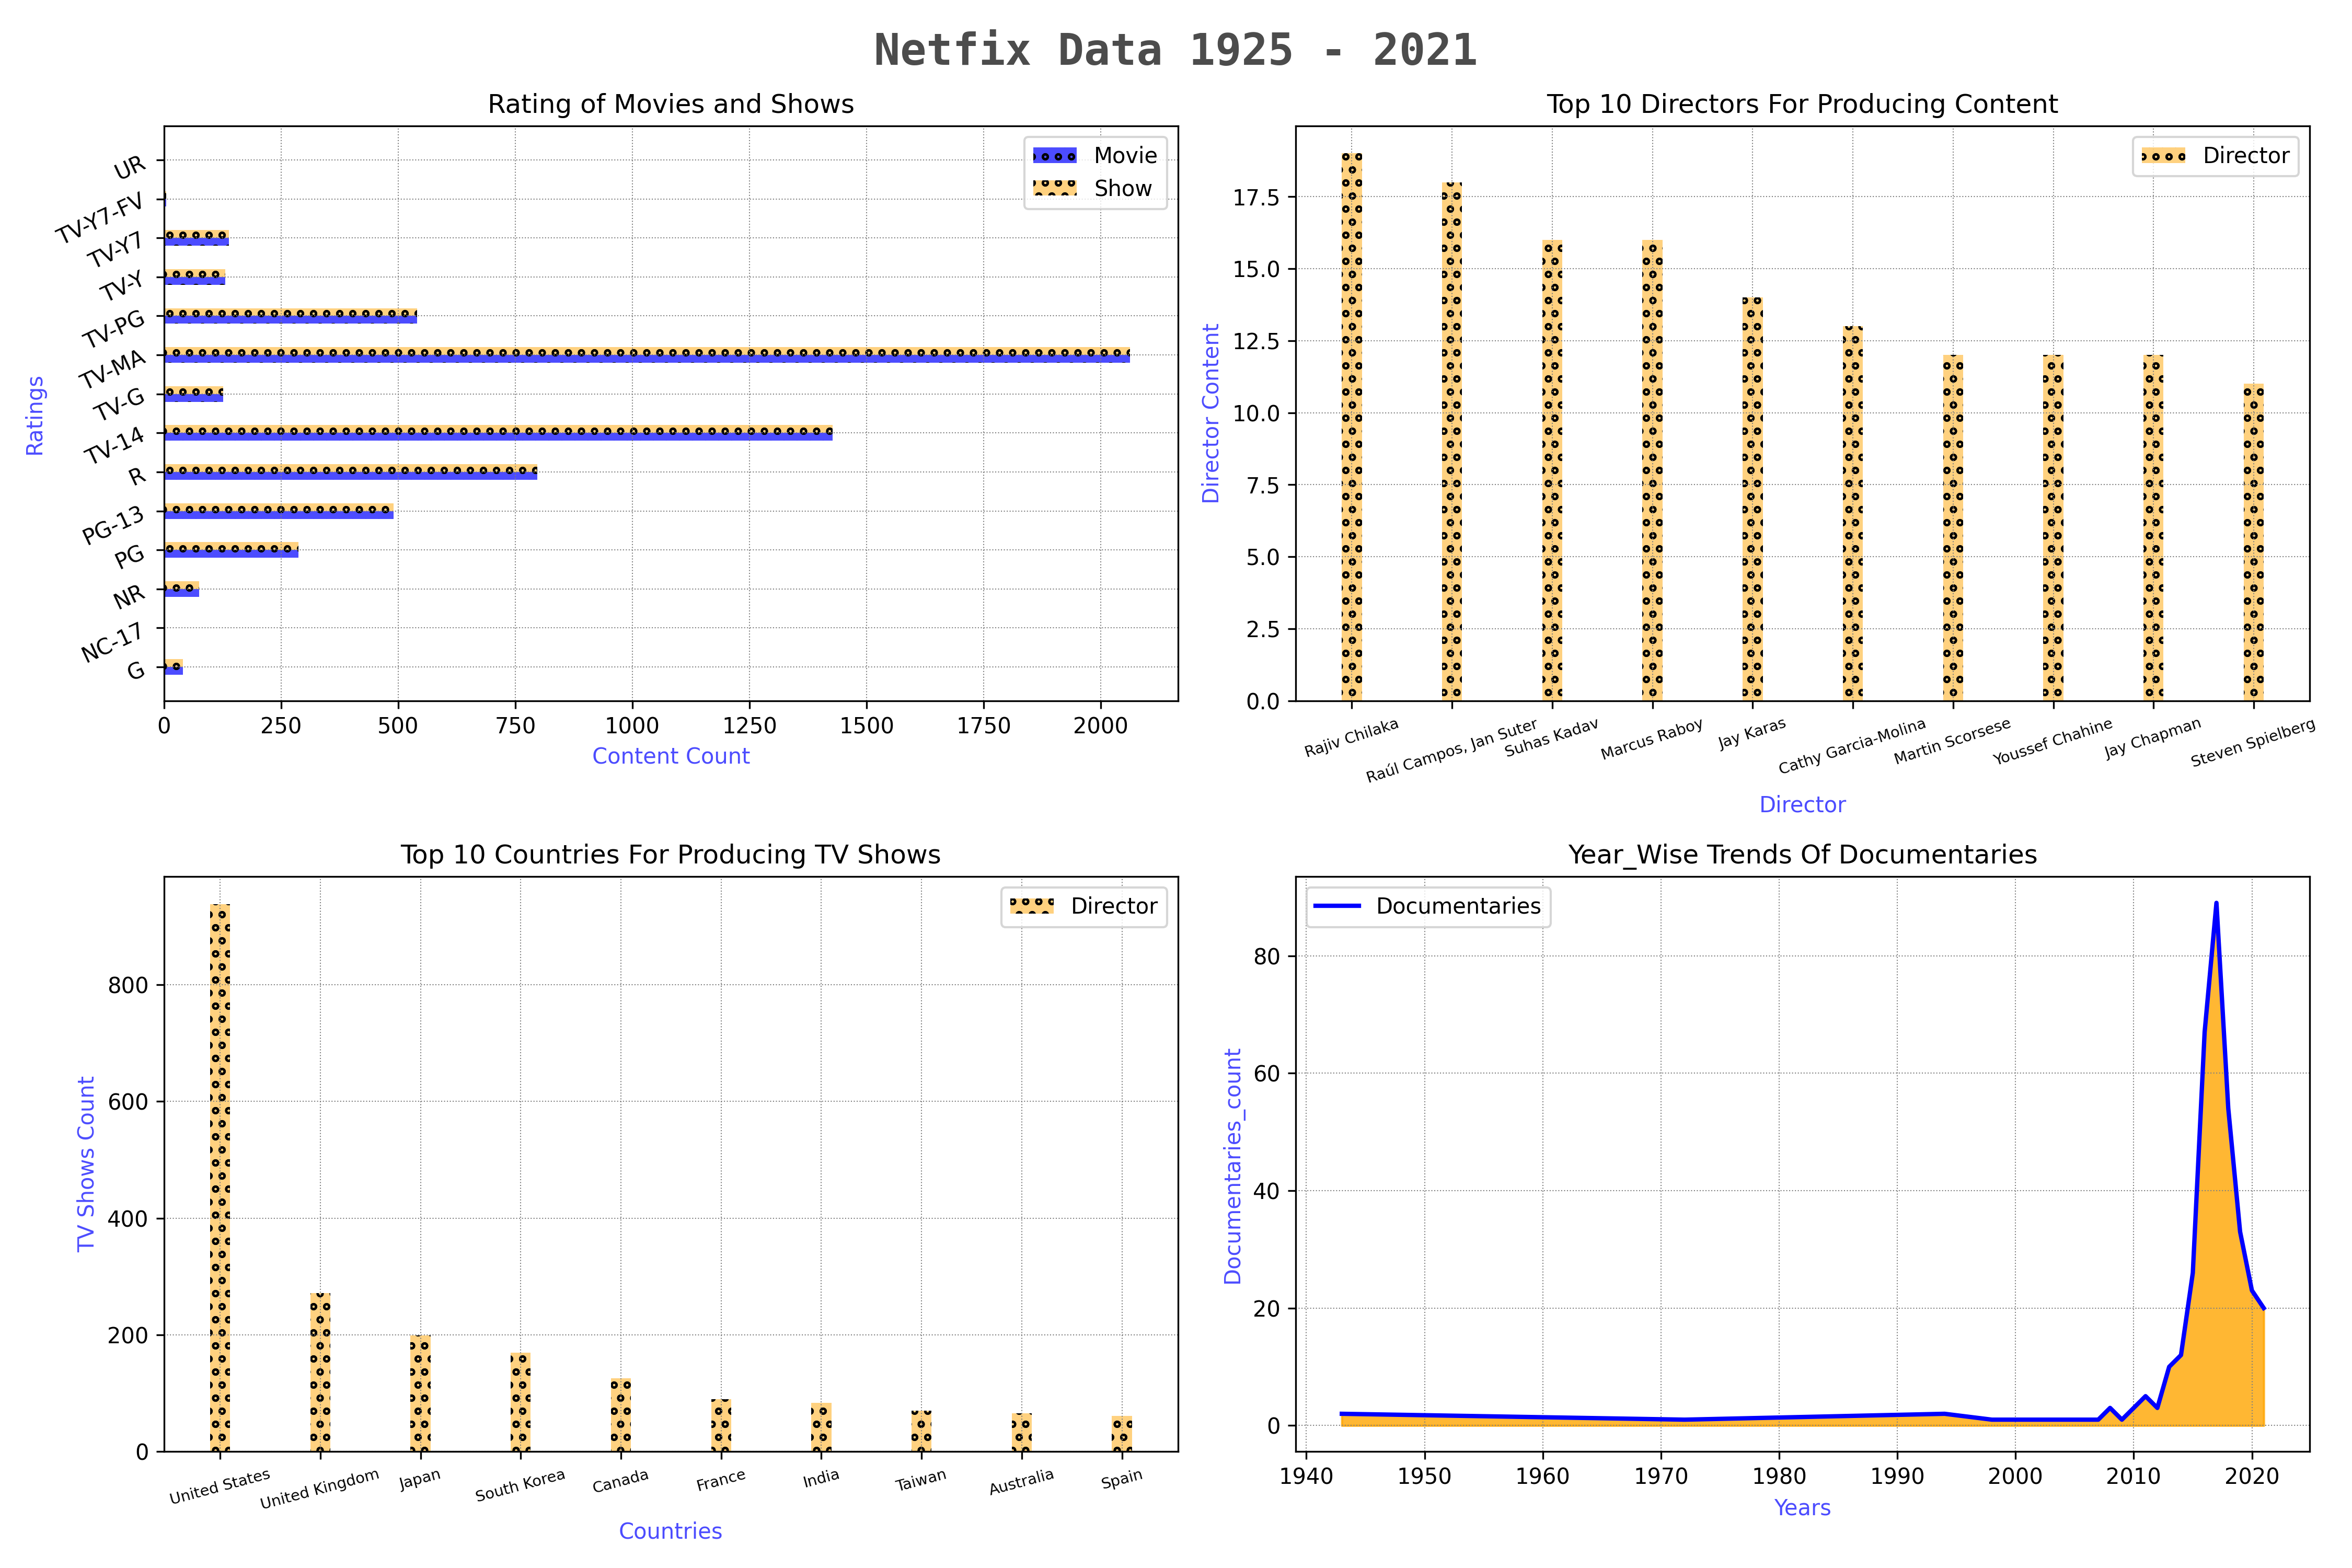 Netfix Data 1925 - 2021
Rating of Movies and Shows
Movie
Show
Ratings
UR
TV-Y7-FV
TV-Y7
TV-Y
TV-PG
TV-MA
TV-G
TV-14
R
PG-13
PG
NR
NC-17
G
0 250 500 750 1000 1250 1500 1750 2000
Content Count
Top 10 Directors For Producing Content
Director
Director Content
17.5
15.0
12.5
10.0
7.5
5.0
2.5
0.0
Rajiv Chilaka
Raúl Campos, Jan Suter
Suhas Kadav
Marcus Raboy
Jay Karas
Cathy Garcia-Molina
Martin Scorsese
Youssef Chahine
Jay Chapman
Steven Spielberg
Director
Top 10 Countries For Producing TV Shows
Director
TV Shows Count
800
600
400
200
0
United States
United Kingdom
Japan
South Korea
Canada
France
India
Taiwan
Australia
Spain
Countries
Year_Wise Trends Of Documentaries
Documentaries
Documentaries_count
80
60
40
20
0
1940 1950 1960 1970 1980 1990 2000 2010 2020
Years